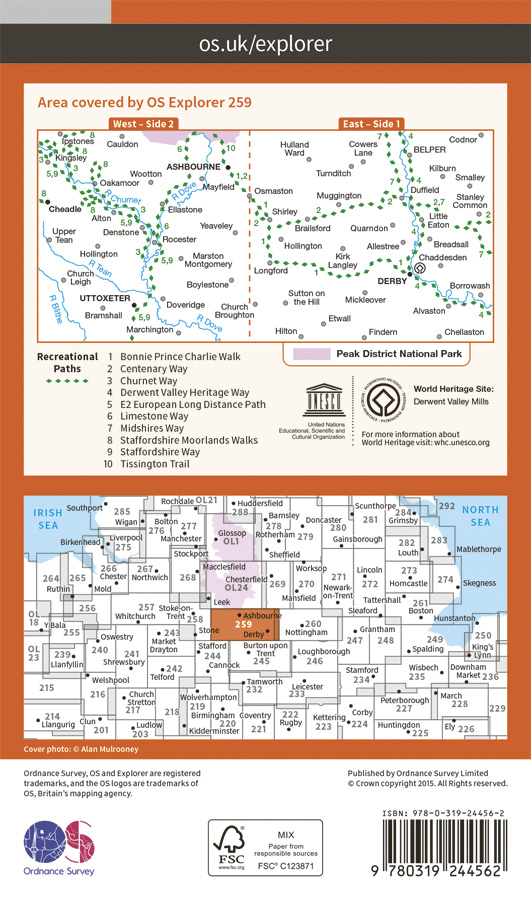 os.uk/explorer
Area covered by OS Explorer 259
West – Side 2
East – Side 1
Ipstones
Cauldon
Kingsley
Wootton
ASHBOURNE
Oakamoor
Mayfield
R Churnet
R Dove
Cheadle
Alton
Ellastone
Denstone
Upper
Tean
Rocester
Yeaveley
Hollington
Marston
Montgomery
R Tean
Church
Leigh
Boylestone
UTTOXETER
Doveridge
Church
Broughton
R Blithe
Bramshall
Marchington
R Dove
Hulland
Ward
Cowers
Lane
Codnor
BELPER
Turnditch
Kilburn
Smalley
Osmaston
Muggington
Duffield
Stanley
Common
Shirley
Brailsford
Quarndon
Little
Eaton
Hollington
Allestree
Breadsall
Kirk
Langley
Chaddesden
Longford
DERBY
Borrowash
Sutton on
the Hill
Mickleover
Alvaston
Etwall
Hilton
Findern
Chellaston
Recreational
Paths
1 Bonnie Prince Charlie Walk
2 Centenary Way
3 Churnet Way
4 Derwent Valley Heritage Way
5 E2 European Long Distance Path
6 Limestone Way
7 Midshires Way
8 Staffordshire Moorlands Walks
9 Staffordshire Way
10 Tissington Trail
Peak District National Park
UNESCO
United Nations
Educational, Scientific and
Cultural Organization
World Heritage Site:
Derwent Valley Mills
For more information about
World Heritage visit: whc.unesco.org
IRISH
SEA
NORTH
SEA
Southport
285
Wigan
Rochdale
OL21
Bolton
276
277
Manchester
Huddersfield
288
Barnsley
278
Rotherham
279
Doncaster
280
Scunthorpe
281
284
Grimsby
292
Birkenhead
Liverpool
275
Stockport
Glossop
OL1
Sheffield
Gainsborough
282
Louth
283
Mablethorpe
264
265
Ruthin
Mold
266
Chester
267
Northwich
268
Macclesfield
Chesterfield
OL24
269
Worksop
270
Mansfield
271
Newark-
on-Trent
Lincoln
272
273
Horncastle
274
Skegness
256
257
Whitchurch
Stoke-on-
Trent
258
Leek
Ashbourne
259
Derby
260
Nottingham
Sleaford
Tattershall
261
Boston
Hunstanton
OL
18
Y Bala
255
Oswestry
240
243
Market
Drayton
Stone
Stafford
244
Burton upon
Trent
245
Loughborough
246
247
Grantham
248
249
Spalding
250
King's
Lynn
OL
23
239
Llanfyllin
241
Shrewsbury
242
Telford
Cannock
Tamworth
232
Leicester
233
Stamford
234
Wisbech
235
Downham
Market
236
215
Welshpool
216
Church
Stretton
217
218
Wolverhampton
219
Birmingham
220
Coventry
221
222
Rugby
Kettering
223
Corby
224
Peterborough
227
March
228
229
214
Llangurig
Clun
201
Ludlow
203
Kidderminster
Huntingdon
225
Ely
226
Cover photo: © Alan Mulrooney
Ordnance Survey, OS and Explorer are registered
trademarks, and the OS logos are trademarks of
OS, Britain's mapping agency.
Published by Ordnance Survey Limited
© Crown copyright 2015. All rights reserved.
OS
Ordnance Survey
FSC
www.fsc.org
MIX
Paper from
responsible sources
FSC® C123871
ISBN: 978-0-319-24456-2
9 780319 244562